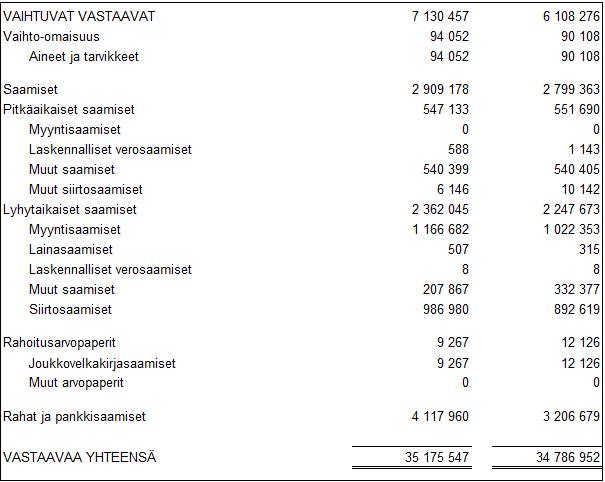 VAIHTUVAT VASTAAVAT 7 130 457 6 108 276
Vaihto-omaisuus 94 052 90 108
Aineet ja tarvikkeet 94 052 90 108
Saamiset 2 909 178 2 799 363
Pitkäaikaiset saamiset 547 133 551 690
Myyntisaamiset 0 0
Laskennalliset verosaamiset 588 1 143
Muut saamiset 540 399 540 405
Muut siirtosaamiset 6 146 10 142
Lyhytaikaiset saamiset 2 362 045 2 247 673
Myyntisaamiset 1 166 682 1 022 353
Lainasaamiset 507 315
Laskennalliset verosaamiset 8 8
Muut saamiset 207 867 332 377
Siirtosaamiset 986 980 892 619
Rahoitusarvopaperit 9 267 12 126
Joukkovelkakirjasaamiset 9 267 12 126
Muut arvopaperit 0 0
Rahat ja pankkisaamiset 4 117 960 3 206 679
VASTAAVAA YHTEENSÄ 35 175 547 34 786 952